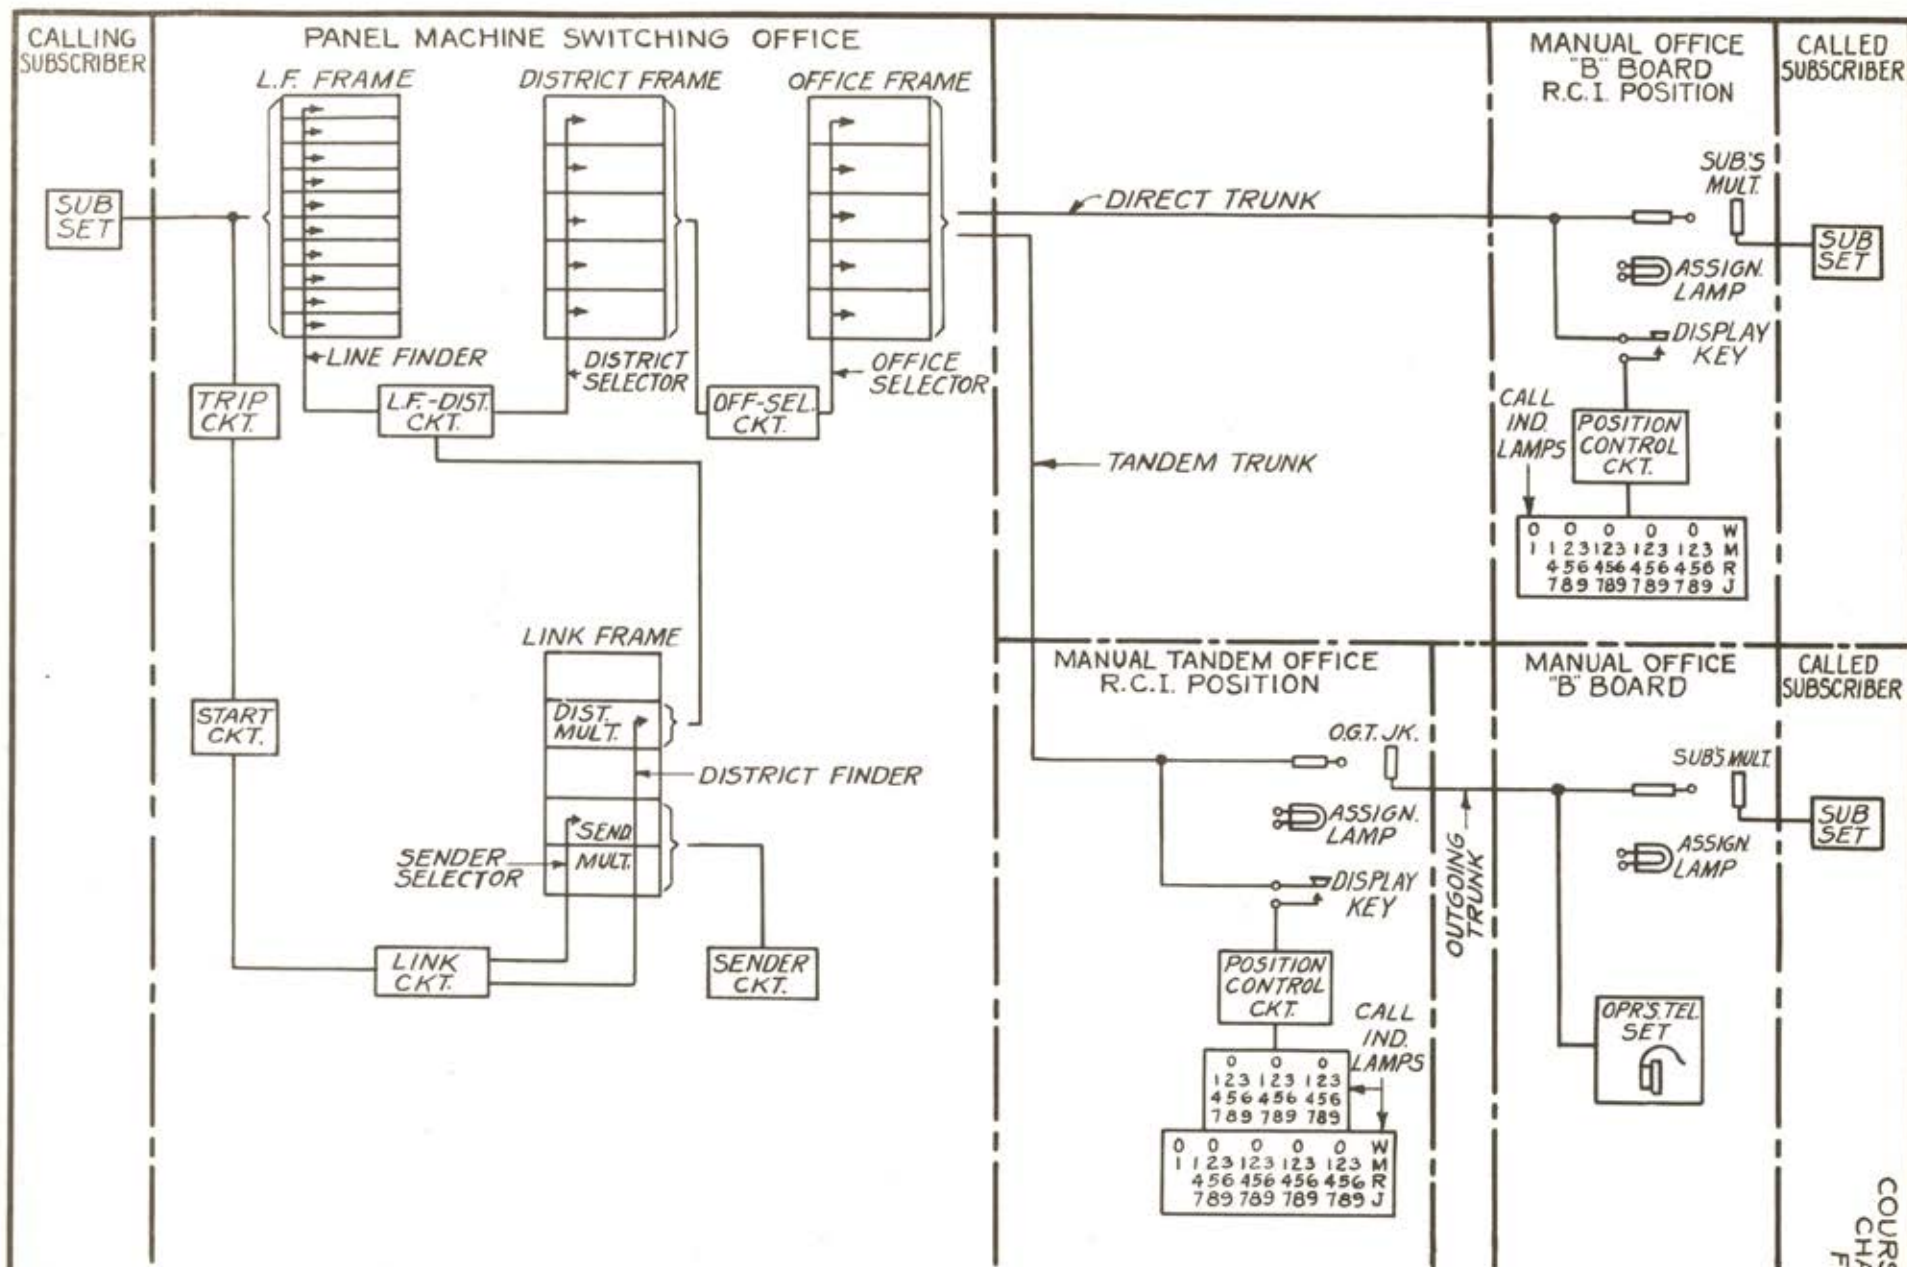 CALLING
SUBSCRIBER
PANEL MACHINE SWITCHING OFFICE
MANUAL OFFICE
"B" BOARD
R.C.I. POSITION
CALLED
SUBSCRIBER
L.F. FRAME
DISTRICT FRAME
OFFICE FRAME
SUB
SET
LINE FINDER
DISTRICT
SELECTOR
OFFICE
SELECTOR
TRIP
CKT.
L.F.-DIST.
CKT.
OFF-SEL.
CKT.
DIRECT TRUNK
TANDEM TRUNK
SUB'S
MULT.
ASSIGN.
LAMP
SUB
SET
DISPLAY
KEY
CALL
IND.
LAMPS
POSITION
CONTROL
CKT.
0 0 0 0 0 W
1 123 123 123 123 M
456 456 456 456 R
789 789 789 789 J
LINK FRAME
DIST.
MULT.
DISTRICT FINDER
START
CKT.
SEND.
MULT.
SENDER
SELECTOR
LINK
CKT.
SENDER
CKT.
MANUAL TANDEM OFFICE
R.C.I. POSITION
O.G.T. JK.
ASSIGN.
LAMP
DISPLAY
KEY
POSITION
CONTROL
CKT.
CALL
IND.
LAMPS
0 0 0
123 123 123
456 456 456
789 789 789
0 0 0 0 0 W
1 123 123 123 123 M
456 456 456 456 R
789 789 789 789 J
OUTGOING
TRUNK
MANUAL OFFICE
"B" BOARD
CALLED
SUBSCRIBER
SUB'S MULT.
ASSIGN.
LAMP
SUB
SET
OPR'S. TEL.
SET